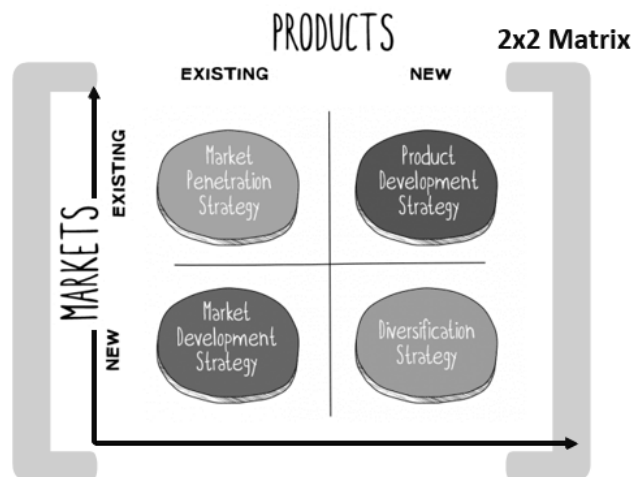 PRODUCTS
2x2 Matrix
EXISTING
NEW
MARKETS
EXISTING
Market
Penetration
Strategy
Product
Development
Strategy
NEW
Market
Development
Strategy
Diversification
Strategy